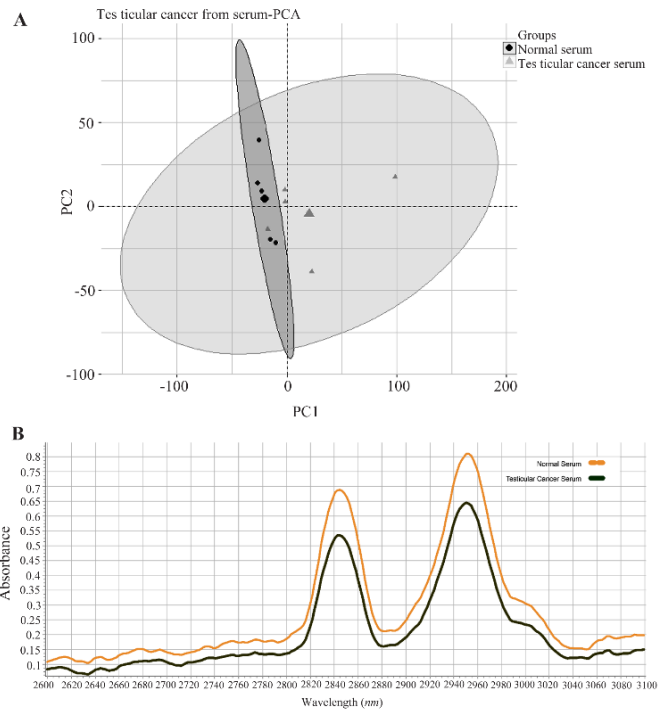 A
Tes ticular cancer from serum-PCA
Groups
Normal serum
Tes ticular cancer serum
100
50
0
-50
-100
PC2
-100 0 100 200
PC1
B
Normal Serum
Testicular Cancer Serum
0.8
0.7
0.65
0.6
0.55
0.5
0.45
0.4
0.35
0.3
0.25
0.2
0.15
0.1
Absorbance
2600 2620 2640 2660 2680 2700 2720 2740 2760 2780 2800 2820 2840 2860 2880 2900 2920 2940 2960 2980 3000 3020 3040 3060 3080 3100
Wavelength (nm)